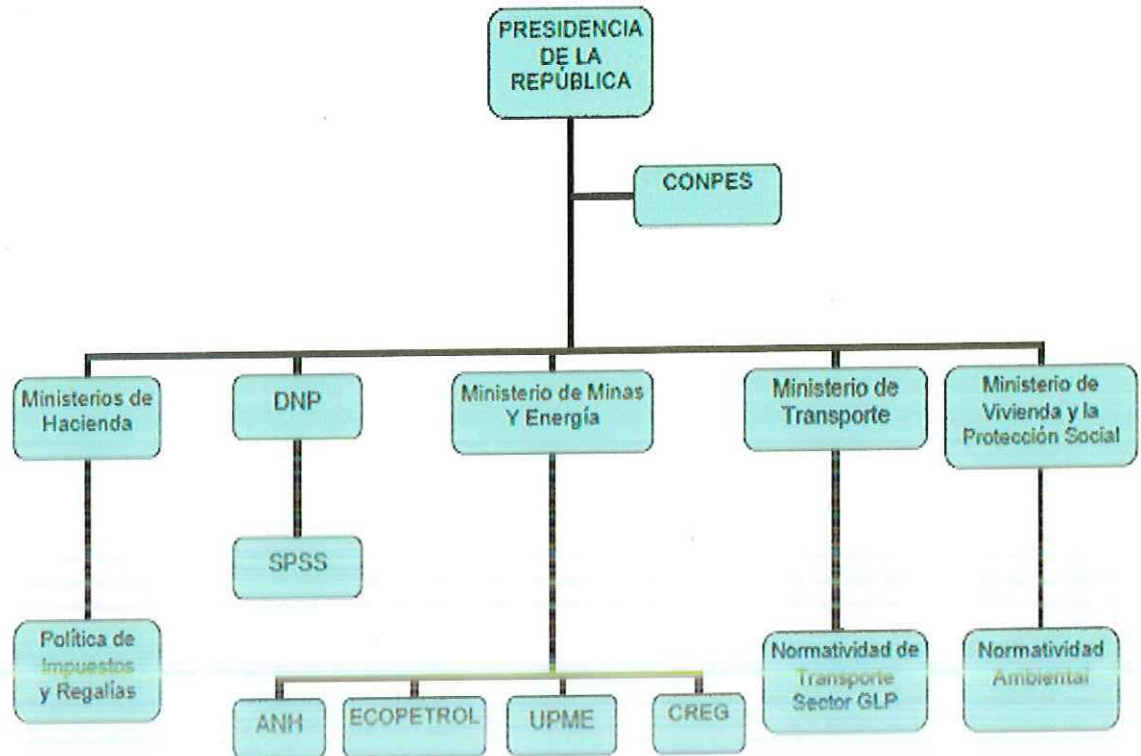 PRESIDENCIA
DE LA
REPÚBLICA
CONPES
Ministerios de
Hacienda
DNP
Ministerio de Minas
Y Energía
Ministerio de
Transporte
Ministerio de
Vivienda y la
Protección Social
SPSS
Política de
Impuestos
y Regalías
ANH
ECOPETROL
UPME
CREG
Normatividad de
Transporte
Sector GLP
Normatividad
Ambiental